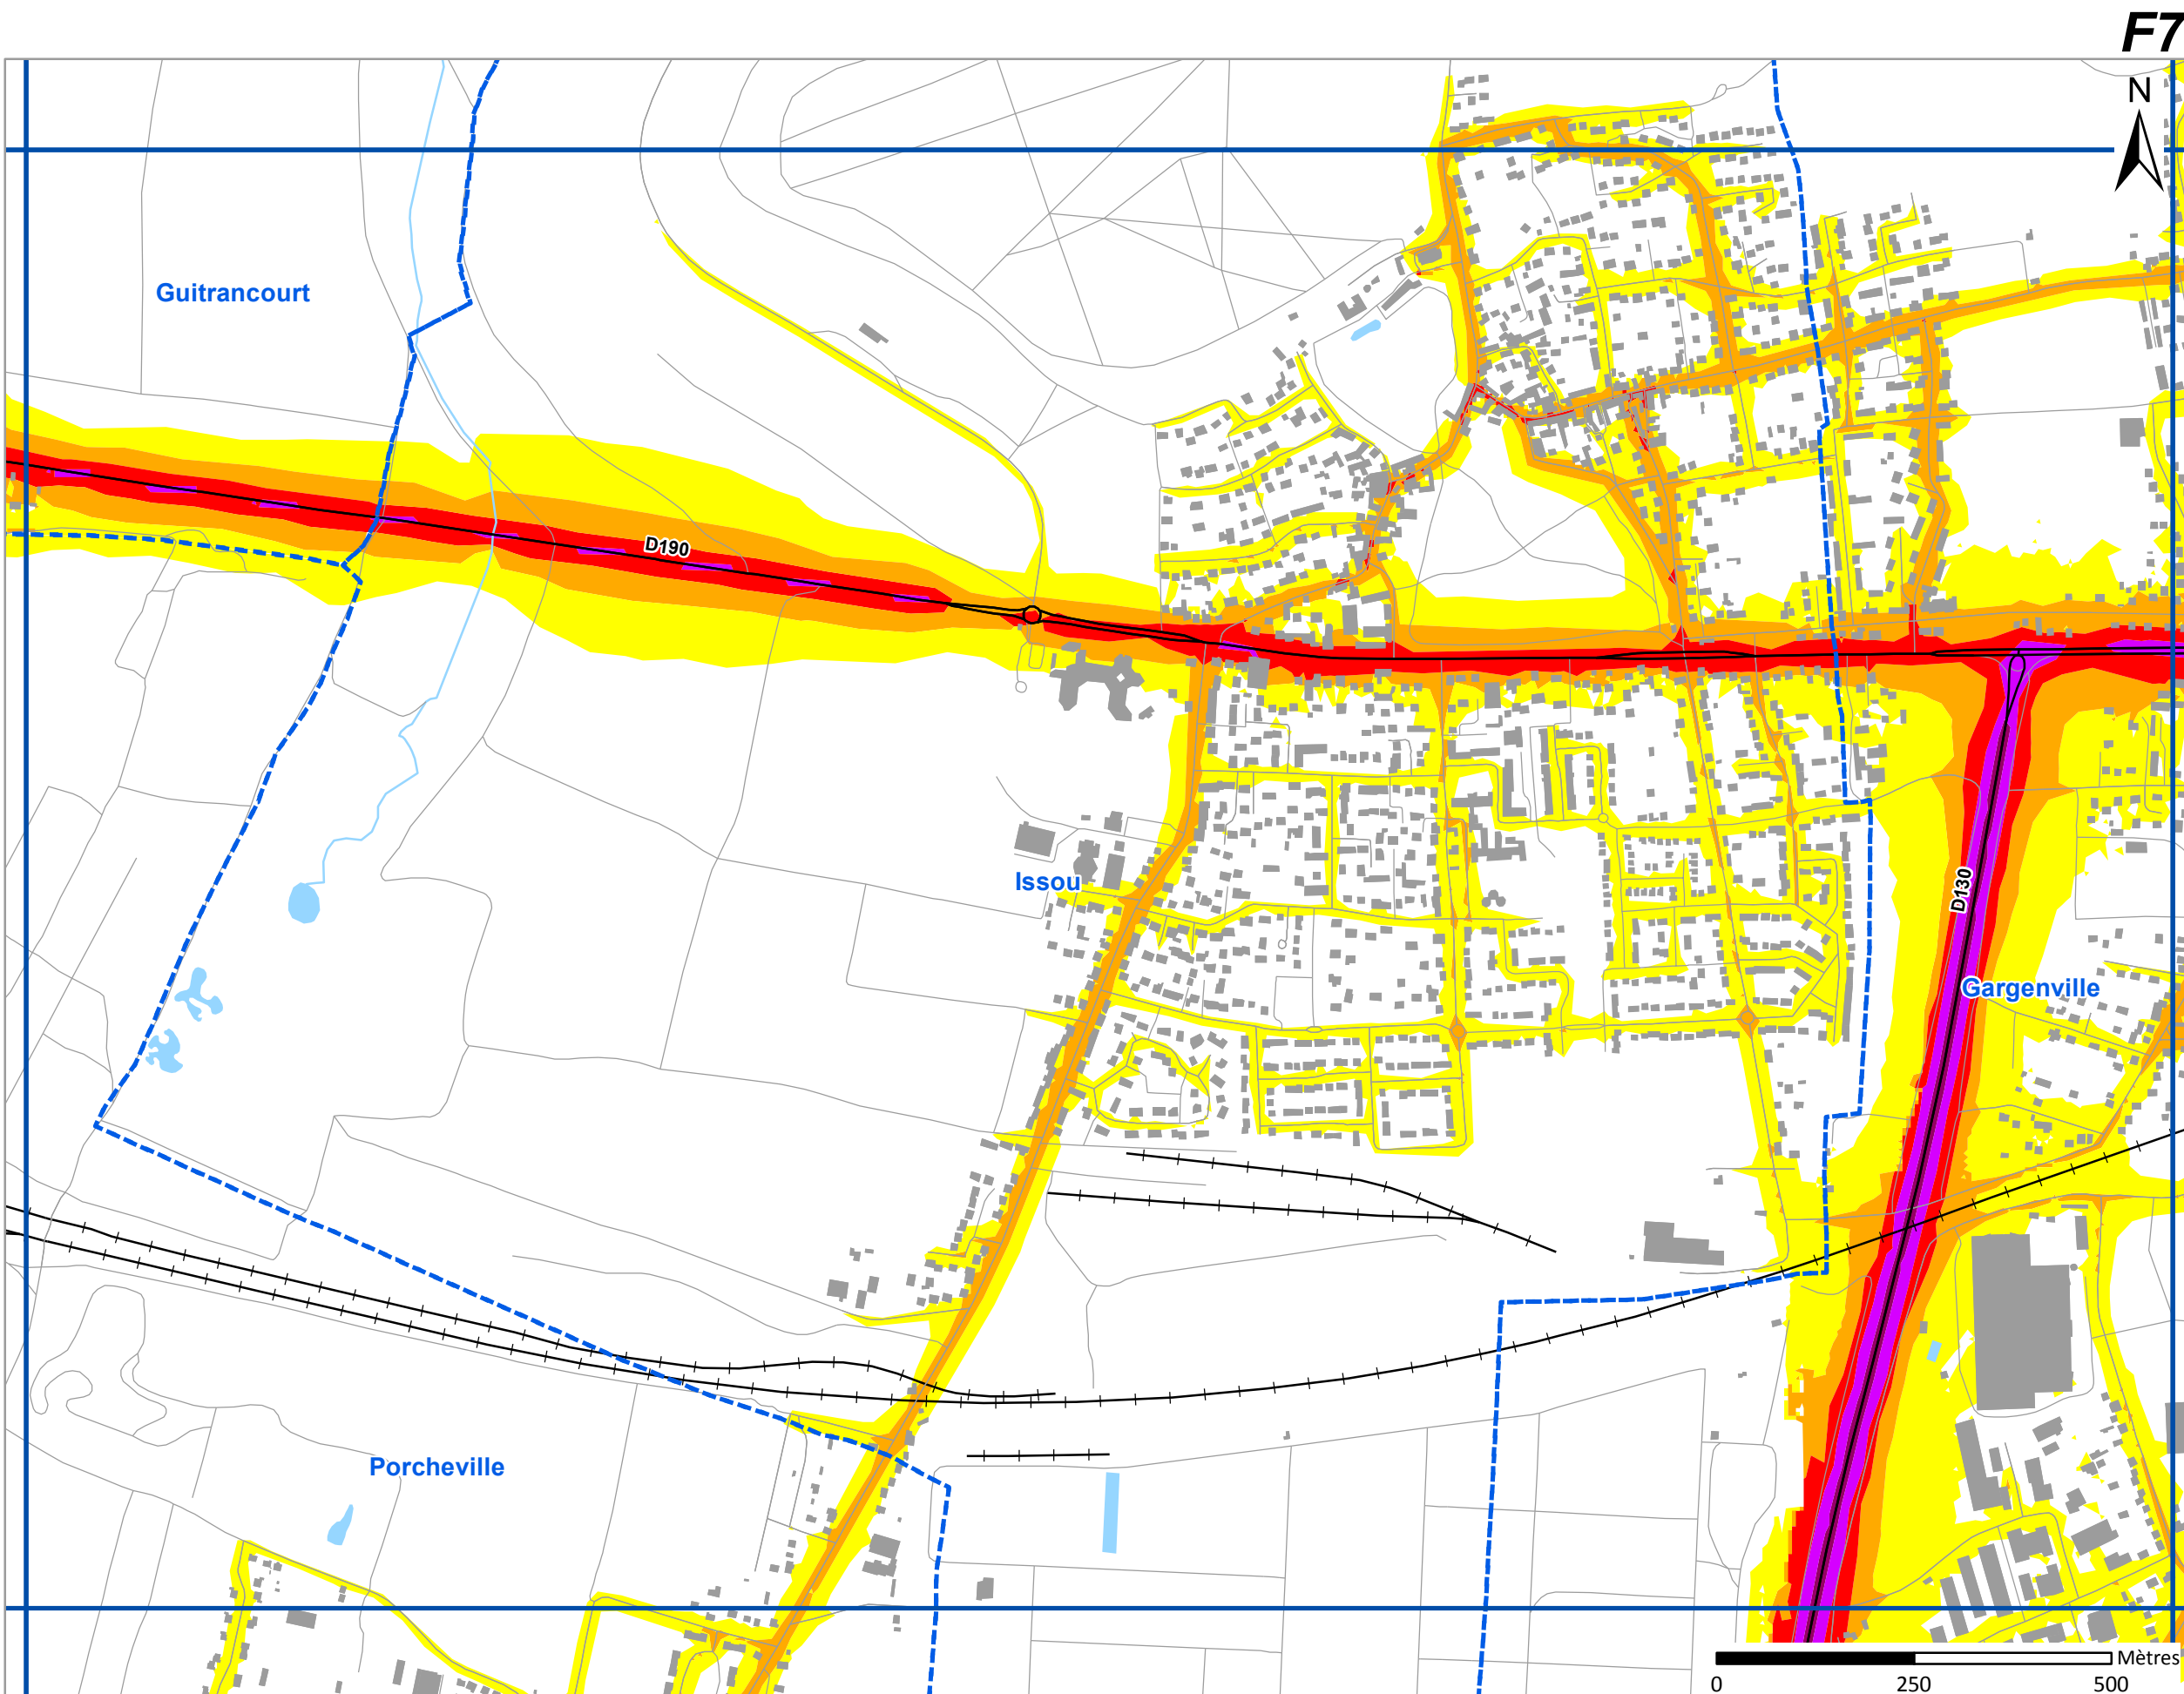 F7
N
Guitrancourt
D190
Issou
D130
Gargenville
Porcheville
Mètres
0 250 500